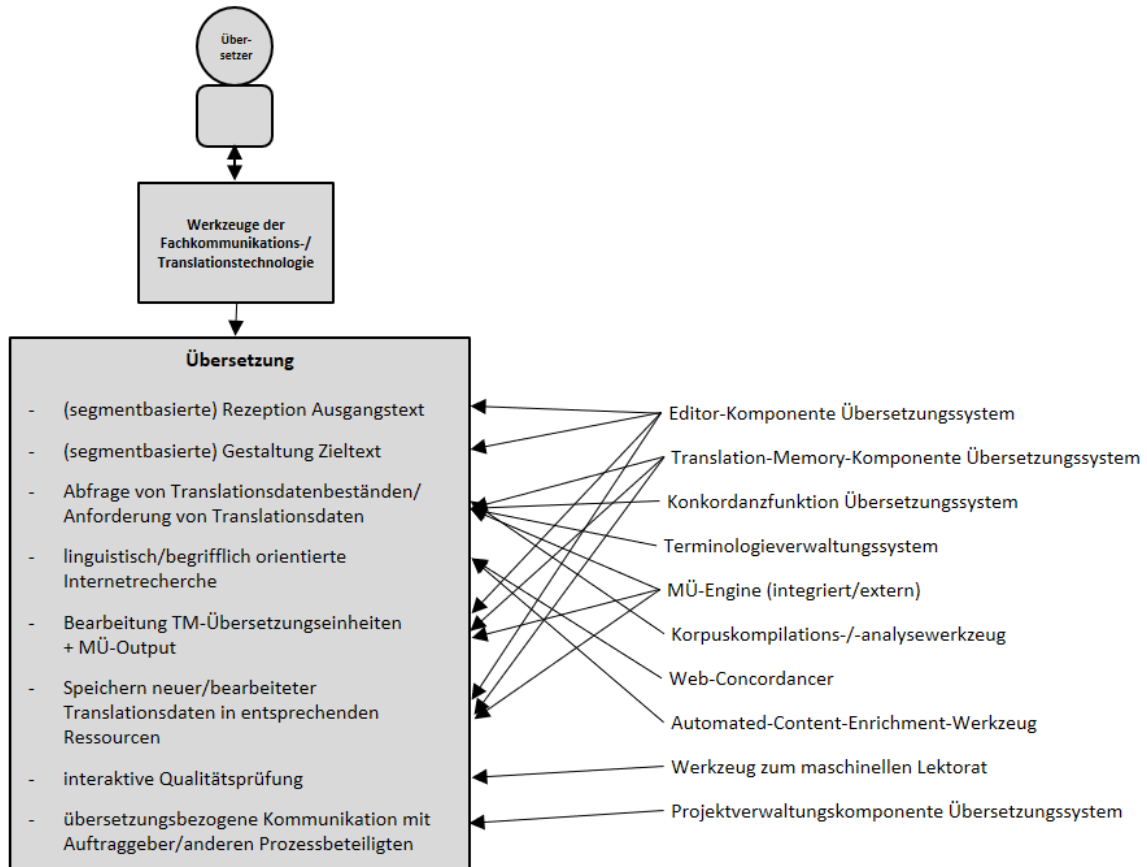 Über-
setzer
Werkzeuge der
Fachkommunikations-/
Translationstechnologie
Übersetzung
- (segmentbasierte) Rezeption Ausgangstext
- (segmentbasierte) Gestaltung Zieltext
- Abfrage von Translationsdatenbeständen/
Anforderung von Translationsdaten
- linguistisch/begrifflich orientierte
Internetrecherche
- Bearbeitung TM-Übersetzungseinheiten
+ MÜ-Output
- Speichern neuer/bearbeiteter
Translationsdaten in entsprechenden
Ressourcen
- interaktive Qualitätsprüfung
- übersetzungsbezogene Kommunikation mit
Auftraggeber/anderen Prozessbeteiligten
Editor-Komponente Übersetzungssystem
Translation-Memory-Komponente Übersetzungssystem
Konkordanzfunktion Übersetzungssystem
Terminologieverwaltungssystem
MÜ-Engine (integriert/extern)
Korpuskompilations-/-analysewerkzeug
Web-Concordancer
Automated-Content-Enrichment-Werkzeug
Werkzeug zum maschinellen Lektorat
Projektverwaltungskomponente Übersetzungssystem